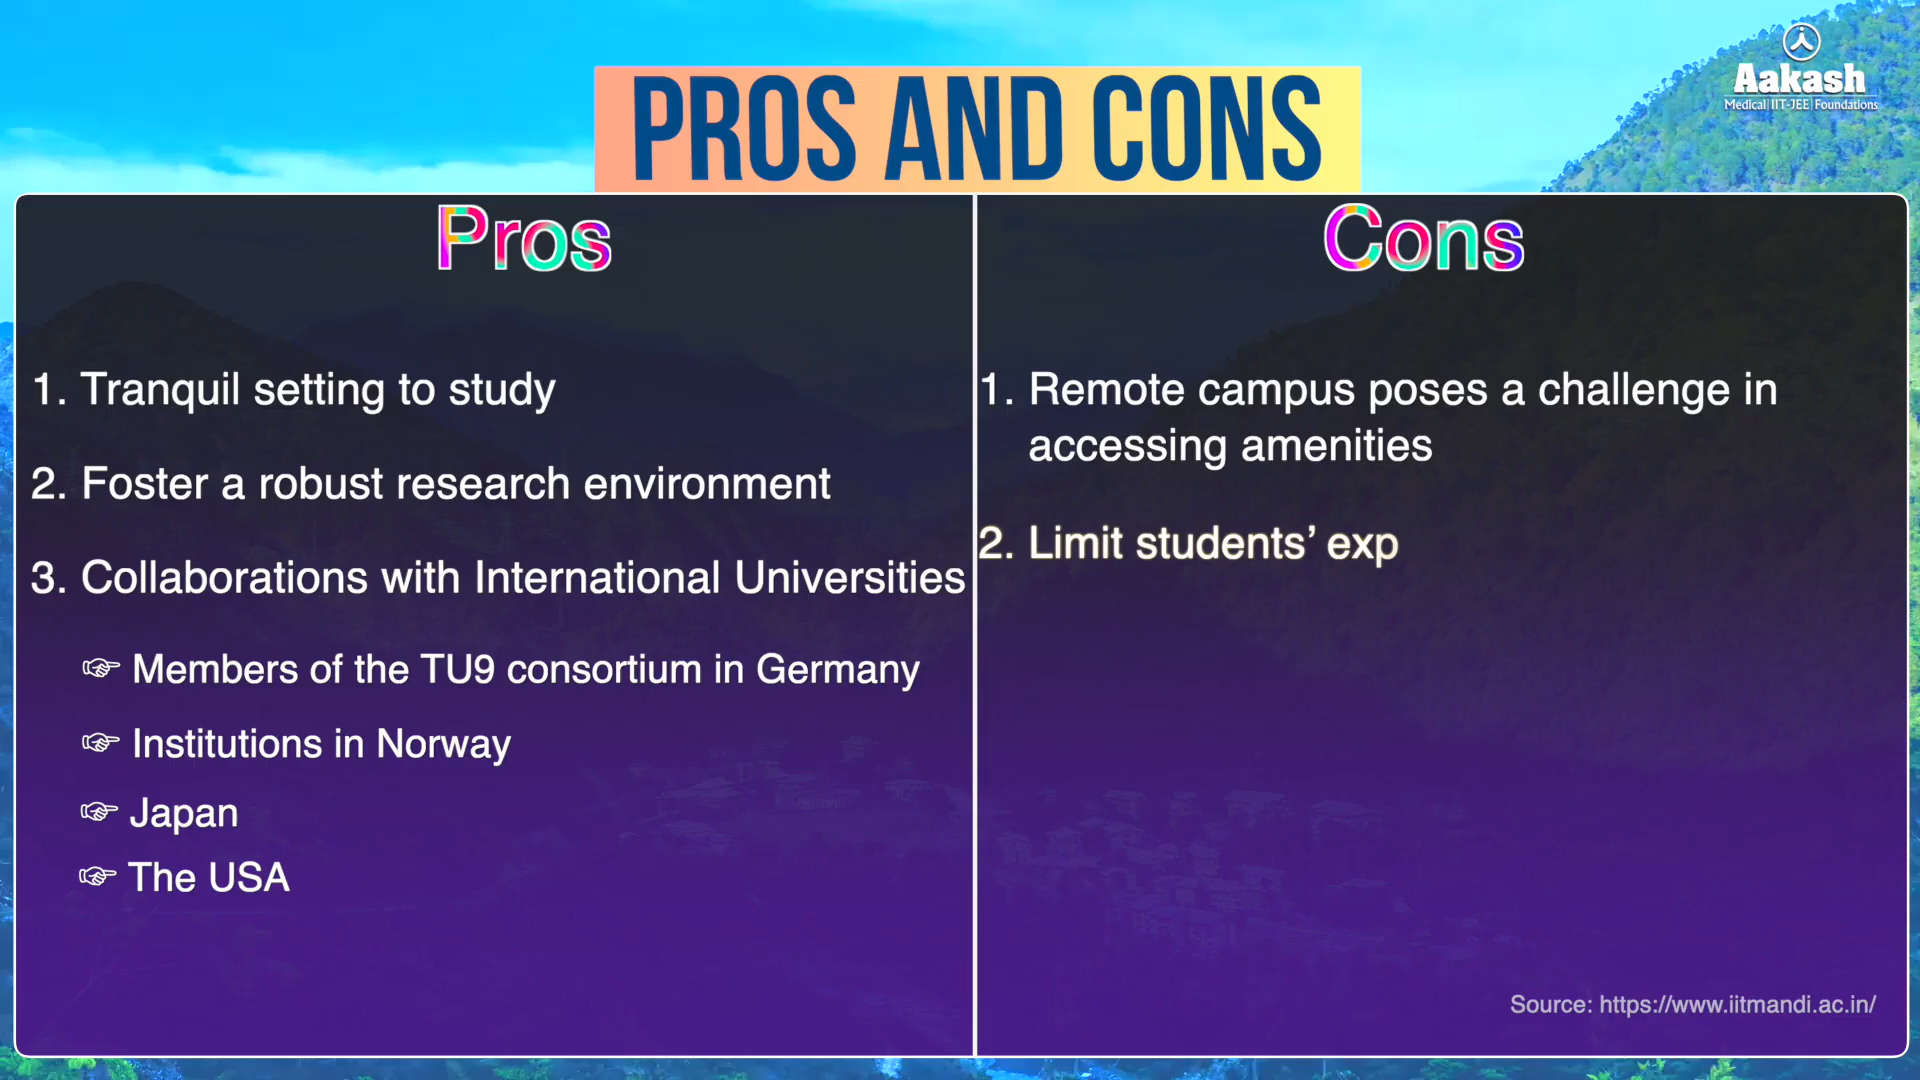 Aakash
Medical|IIT-JEE|Foundations
PROS AND CONS
Pros
1. Tranquil setting to study
2. Foster a robust research environment
3. Collaborations with International Universities
☞ Members of the TU9 consortium in Germany
☞ Institutions in Norway
☞ Japan
☞ The USA
Cons
1. Remote campus poses a challenge in
accessing amenities
2. Limit students’ exp
Source: https://www.iitmandi.ac.in/